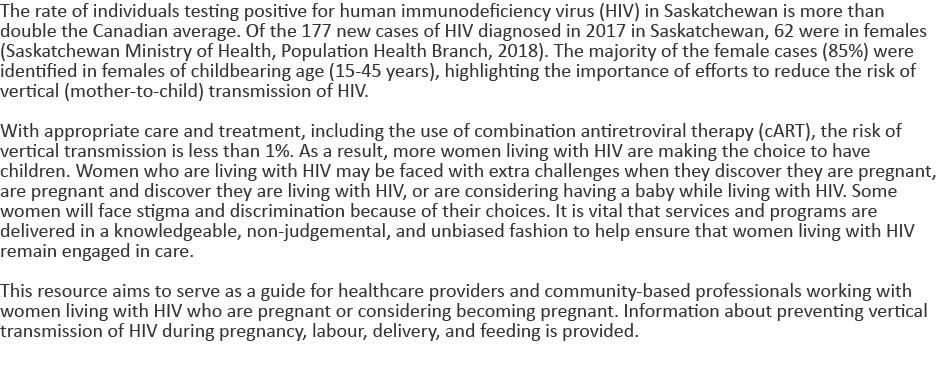 The rate of individuals testing positive for human immunodeficiency virus (HIV) in Saskatchewan is more than
double the Canadian average. Of the 177 new cases of HIV diagnosed in 2017 in Saskatchewan, 62 were in females
(Saskatchewan Ministry of Health, Population Health Branch, 2018). The majority of the female cases (85%) were
identified in females of childbearing age (15-45 years), highlighting the importance of efforts to reduce the risk of
vertical (mother-to-child) transmission of HIV.
With appropriate care and treatment, including the use of combination antiretroviral therapy (cART), the risk of
vertical transmission is less than 1%. As a result, more women living with HIV are making the choice to have
children. Women who are living with HIV may be faced with extra challenges when they discover they are pregnant,
are pregnant and discover they are living with HIV, or are considering having a baby while living with HIV. Some
women will face stigma and discrimination because of their choices. It is vital that services and programs are
delivered in a knowledgeable, non-judgemental, and unbiased fashion to help ensure that women living with HIV
remain engaged in care.
This resource aims to serve as a guide for healthcare providers and community-based professionals working with
women living with HIV who are pregnant or considering becoming pregnant. Information about preventing vertical
transmission of HIV during pregnancy, labour, delivery, and feeding is provided.